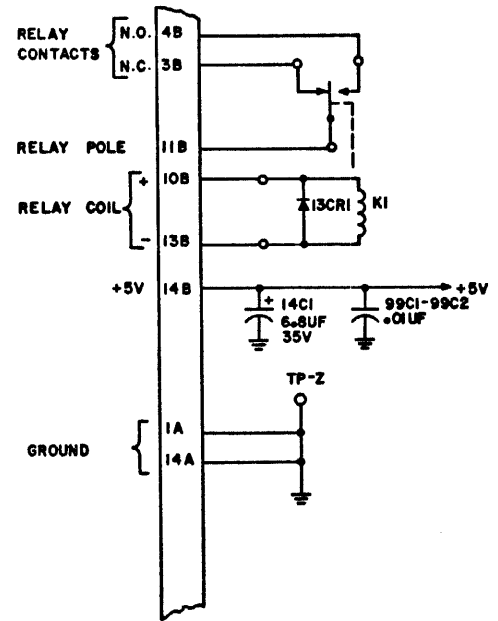 RELAY CONTACTS { N.O. 4B
N.C. 3B
RELAY POLE 11B
RELAY COIL { + 10B
- 13B
13CR1
K1
+5V 14B
+5V
+ 14C1
6.8UF
35V
99C1-99C2
.01UF
TP-Z
GROUND { 1A
14A